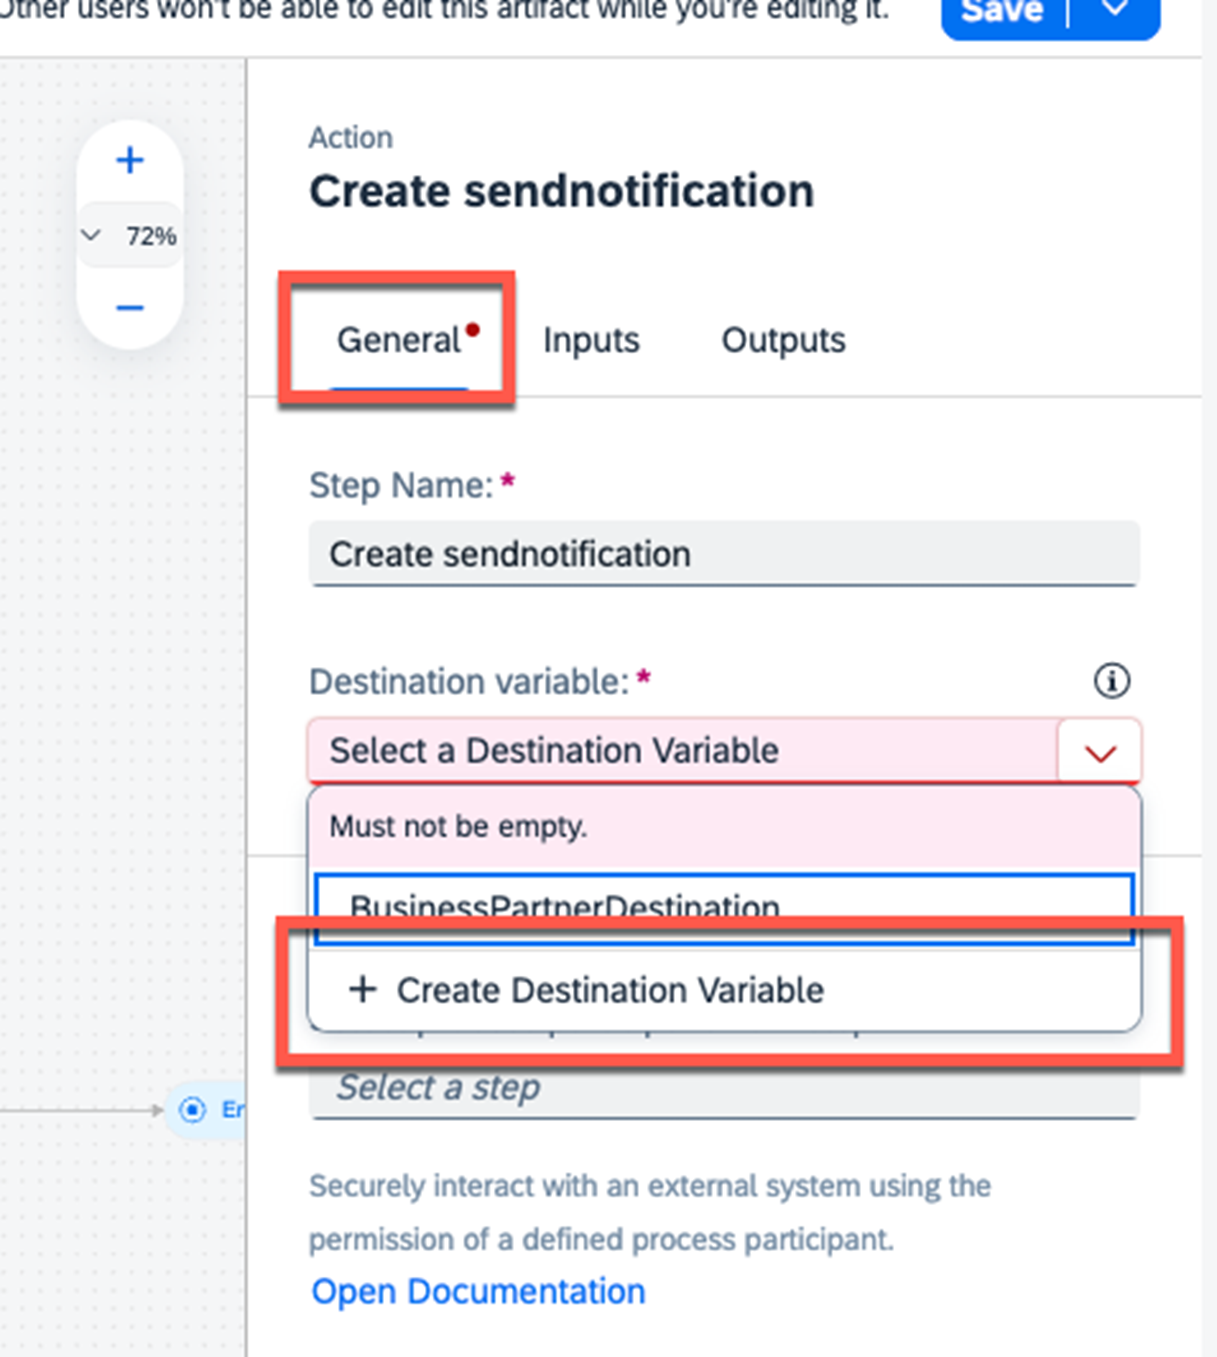 Other users won't be able to edit this artifact while you're editing it.
Save
Action
Create sendnotification
72%
General
Inputs
Outputs
Step Name: *
Create sendnotification
Destination variable: *
Select a Destination Variable
Must not be empty.
BusinessPartnerDestination
+ Create Destination Variable
Select a step
Er
Securely interact with an external system using the
permission of a defined process participant.
Open Documentation